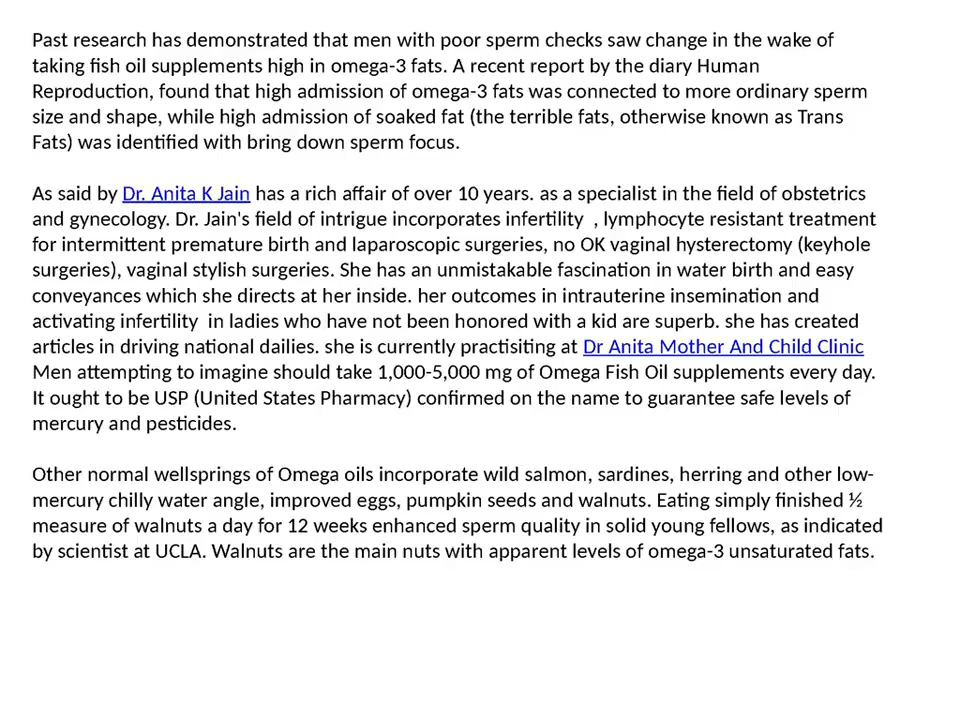 Past research has demonstrated that men with poor sperm checks saw change in the wake of
taking fish oil supplements high in omega-3 fats. A recent report by the diary Human
Reproduction, found that high admission of omega-3 fats was connected to more ordinary sperm
size and shape, while high admission of soaked fat (the terrible fats, otherwise known as Trans
Fats) was identified with bring down sperm focus.
As said by Dr. Anita K Jain has a rich affair of over 10 years. as a specialist in the field of obstetrics
and gynecology. Dr. Jain's field of intrigue incorporates infertility , lymphocyte resistant treatment
for intermittent premature birth and laparoscopic surgeries, no OK vaginal hysterectomy (keyhole
surgeries), vaginal stylish surgeries. She has an unmistakable fascination in water birth and easy
conveyances which she directs at her inside. her outcomes in intrauterine insemination and
activating infertility in ladies who have not been honored with a kid are superb. she has created
articles in driving national dailies. she is currently practisiting at Dr Anita Mother And Child Clinic
Men attempting to imagine should take 1,000-5,000 mg of Omega Fish Oil supplements every day.
It ought to be USP (United States Pharmacy) confirmed on the name to guarantee safe levels of
mercury and pesticides.
Other normal wellsprings of Omega oils incorporate wild salmon, sardines, herring and other low-
mercury chilly water angle, improved eggs, pumpkin seeds and walnuts. Eating simply finished ½
measure of walnuts a day for 12 weeks enhanced sperm quality in solid young fellows, as indicated
by scientist at UCLA. Walnuts are the main nuts with apparent levels of omega-3 unsaturated fats.